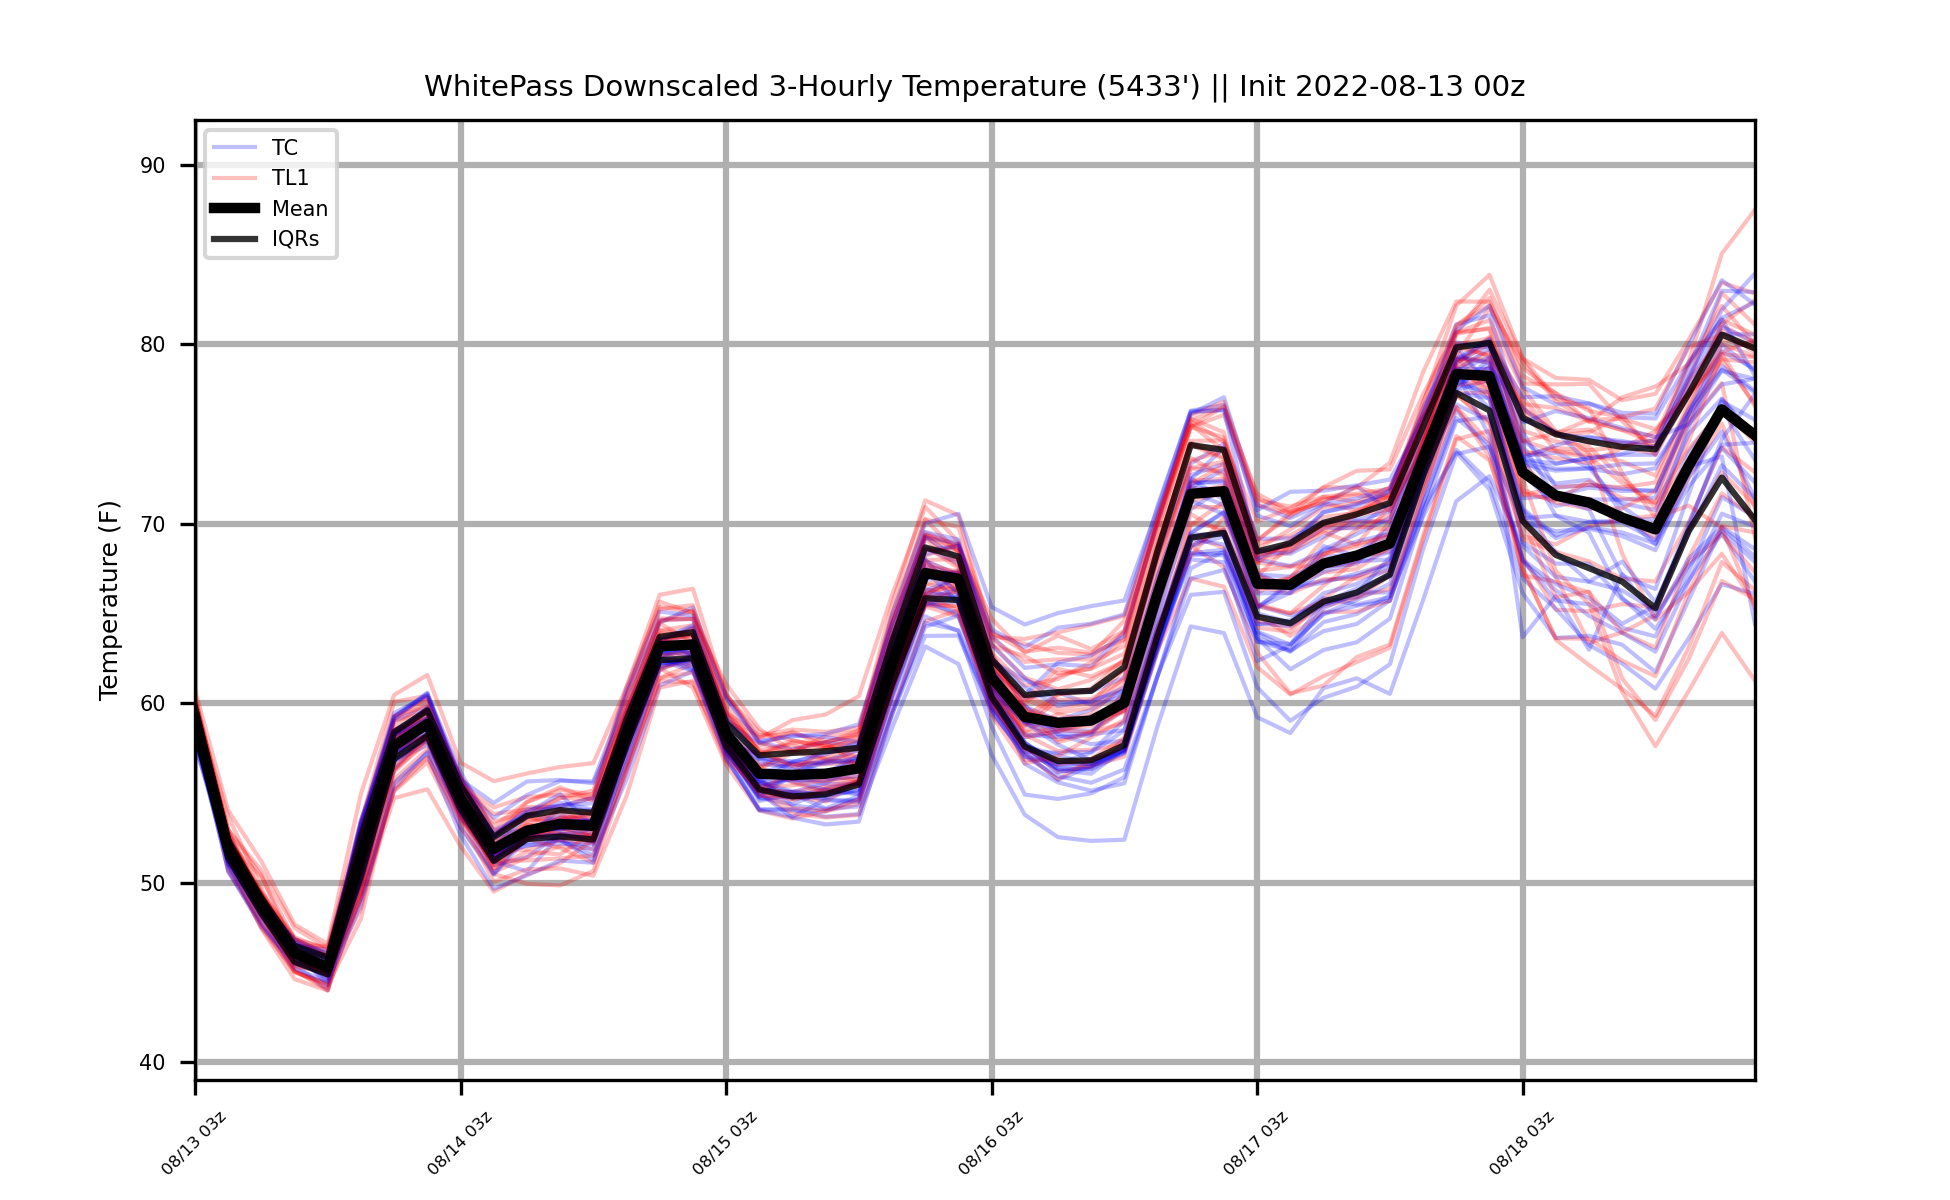 WhitePass Downscaled 3-Hourly Temperature (5433') || Init 2022-08-13 00z
TC
TL1
Mean
IQRs
Temperature (F)
90
80
70
60
50
40
08/13 03z
08/14 03z
08/15 03z
08/16 03z
08/17 03z
08/18 03z